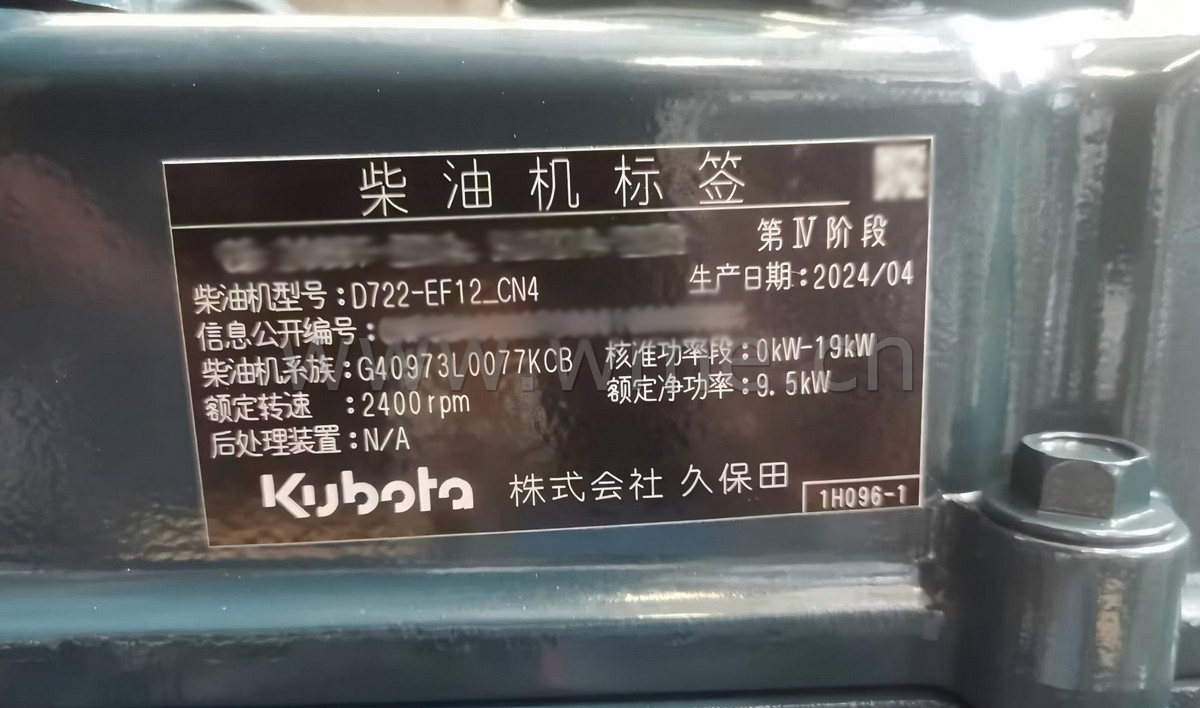 柴油机标签
第Ⅳ阶段
柴油机型号:D722-EF12_CN4
生产日期:2024/04
信息公开编号:
柴油机系族:G40973L0077KCB
核准功率段:0kW-19kW
额定转速:2400rpm
额定净功率:9.5kW
后处理装置:N/A
Kubota 株式会社 久保田
1H096-1